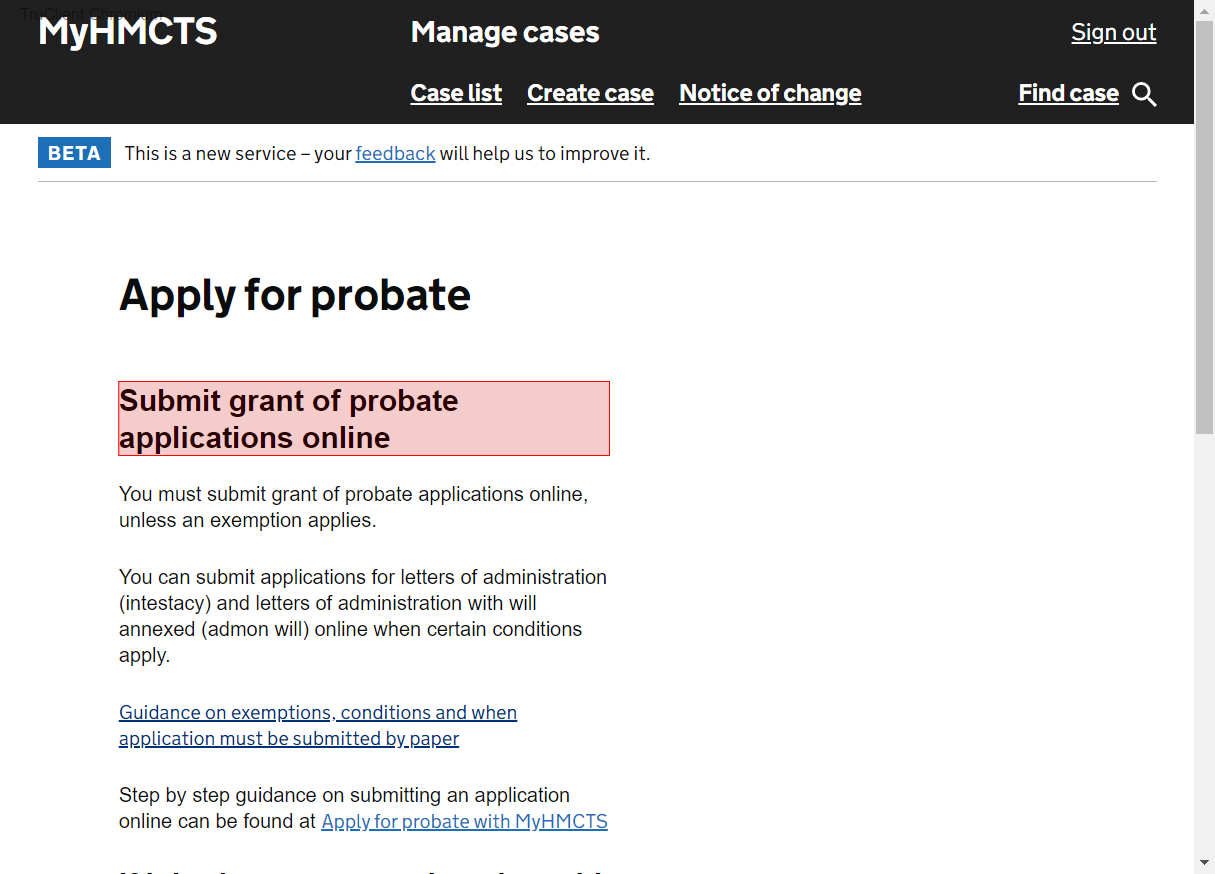 TruClient Chromium
MyHMCTS
Manage cases
Sign out
Case list
Create case
Notice of change
Find case
BETA
This is a new service – your feedback will help us to improve it.
Apply for probate
Submit grant of probate
applications online
You must submit grant of probate applications online,
unless an exemption applies.
You can submit applications for letters of administration
(intestacy) and letters of administration with will
annexed (admon will) online when certain conditions
apply.
Guidance on exemptions, conditions and when
application must be submitted by paper
Step by step guidance on submitting an application
online can be found at Apply for probate with MyHMCTS